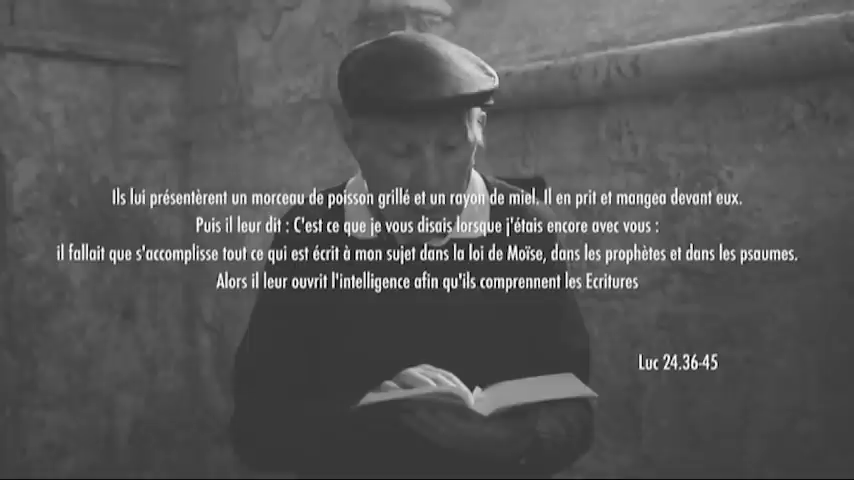 Ils lui présentèrent un morceau de poisson grillé et un rayon de miel. Il en prit et mangea devant eux.
Puis il leur dit : C'est ce que je vous disais lorsque j'étais encore avec vous :
il fallait que s'accomplisse tout ce qui est écrit à mon sujet dans la loi de Moïse, dans les prophètes et dans les psaumes.
Alors il leur ouvrit l'intelligence afin qu'ils comprennent les Ecritures
Luc 24.36-45